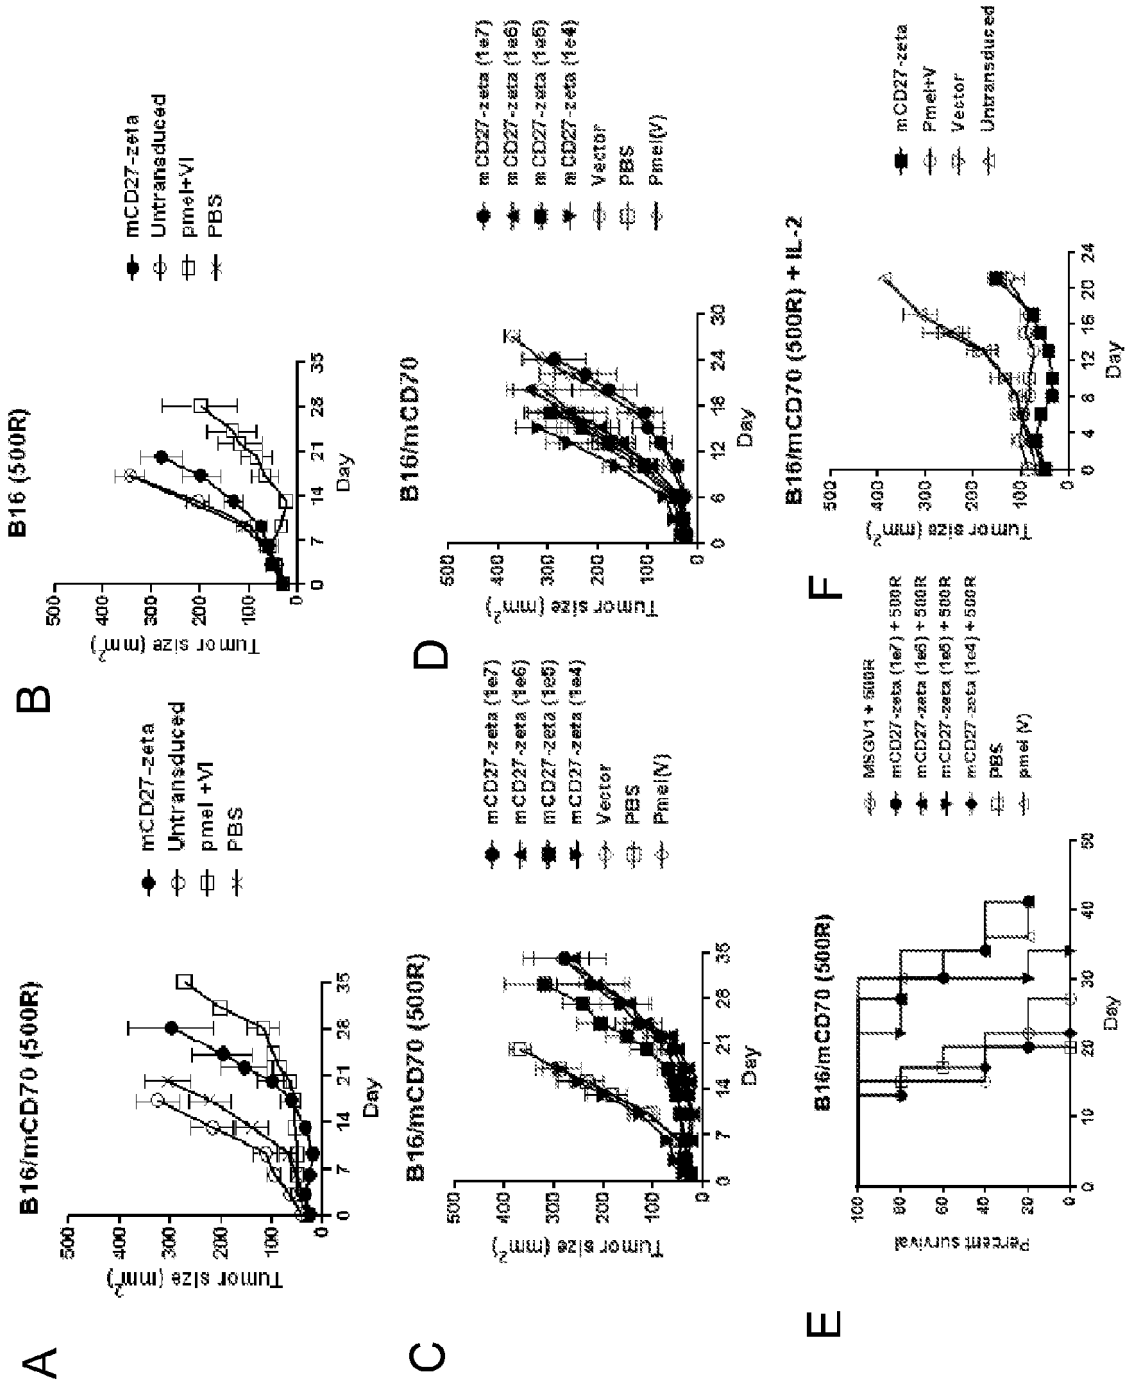 A
B16/mCD70 (500R)
Tumor size (mm²)
500
400
300
200
100
0
0
7
14
21
28
35
Day
mCD27-zeta
Untransduced
pmel +VI
PBS
B
B16 (500R)
Tumor size (mm²)
500
400
300
200
100
0
0
7
14
21
28
35
Day
mCD27-zeta
Untransduced
pmel+VI
PBS
C
B16/mCD70 (500R)
Tumor size (mm²)
500
400
300
200
100
0
0
7
14
21
28
35
Day
mCD27-zeta (1e7)
mCD27-zeta (1e6)
mCD27-zeta (1e5)
mCD27-zeta (1e4)
Vector
PBS
Pmel(V)
D
B16/mCD70
Tumor size (mm²)
500
400
300
200
100
0
0
6
12
18
24
30
Day
mCD27-zeta (1e7)
mCD27-zeta (1e6)
mCD27-zeta (1e5)
mCD27-zeta (1e4)
Vector
PBS
Pmel(V)
E
B16/mCD70 (500R)
Percent survival
100
80
60
40
20
0
0
10
20
30
40
50
Day
MSGV1 + 500R
mCD27-zeta (1e7) + 500R
mCD27-zeta (1e6) + 500R
mCD27-zeta (1e5) + 500R
mCD27-zeta (1e4) + 500R
PBS
pmel (V)
F
B16/mCD70 (500R) + IL-2
Tumor size (mm²)
500
400
300
200
100
0
0
4
8
12
16
20
24
Day
mCD27-zeta
Pmel+V
Vector
Untransduced